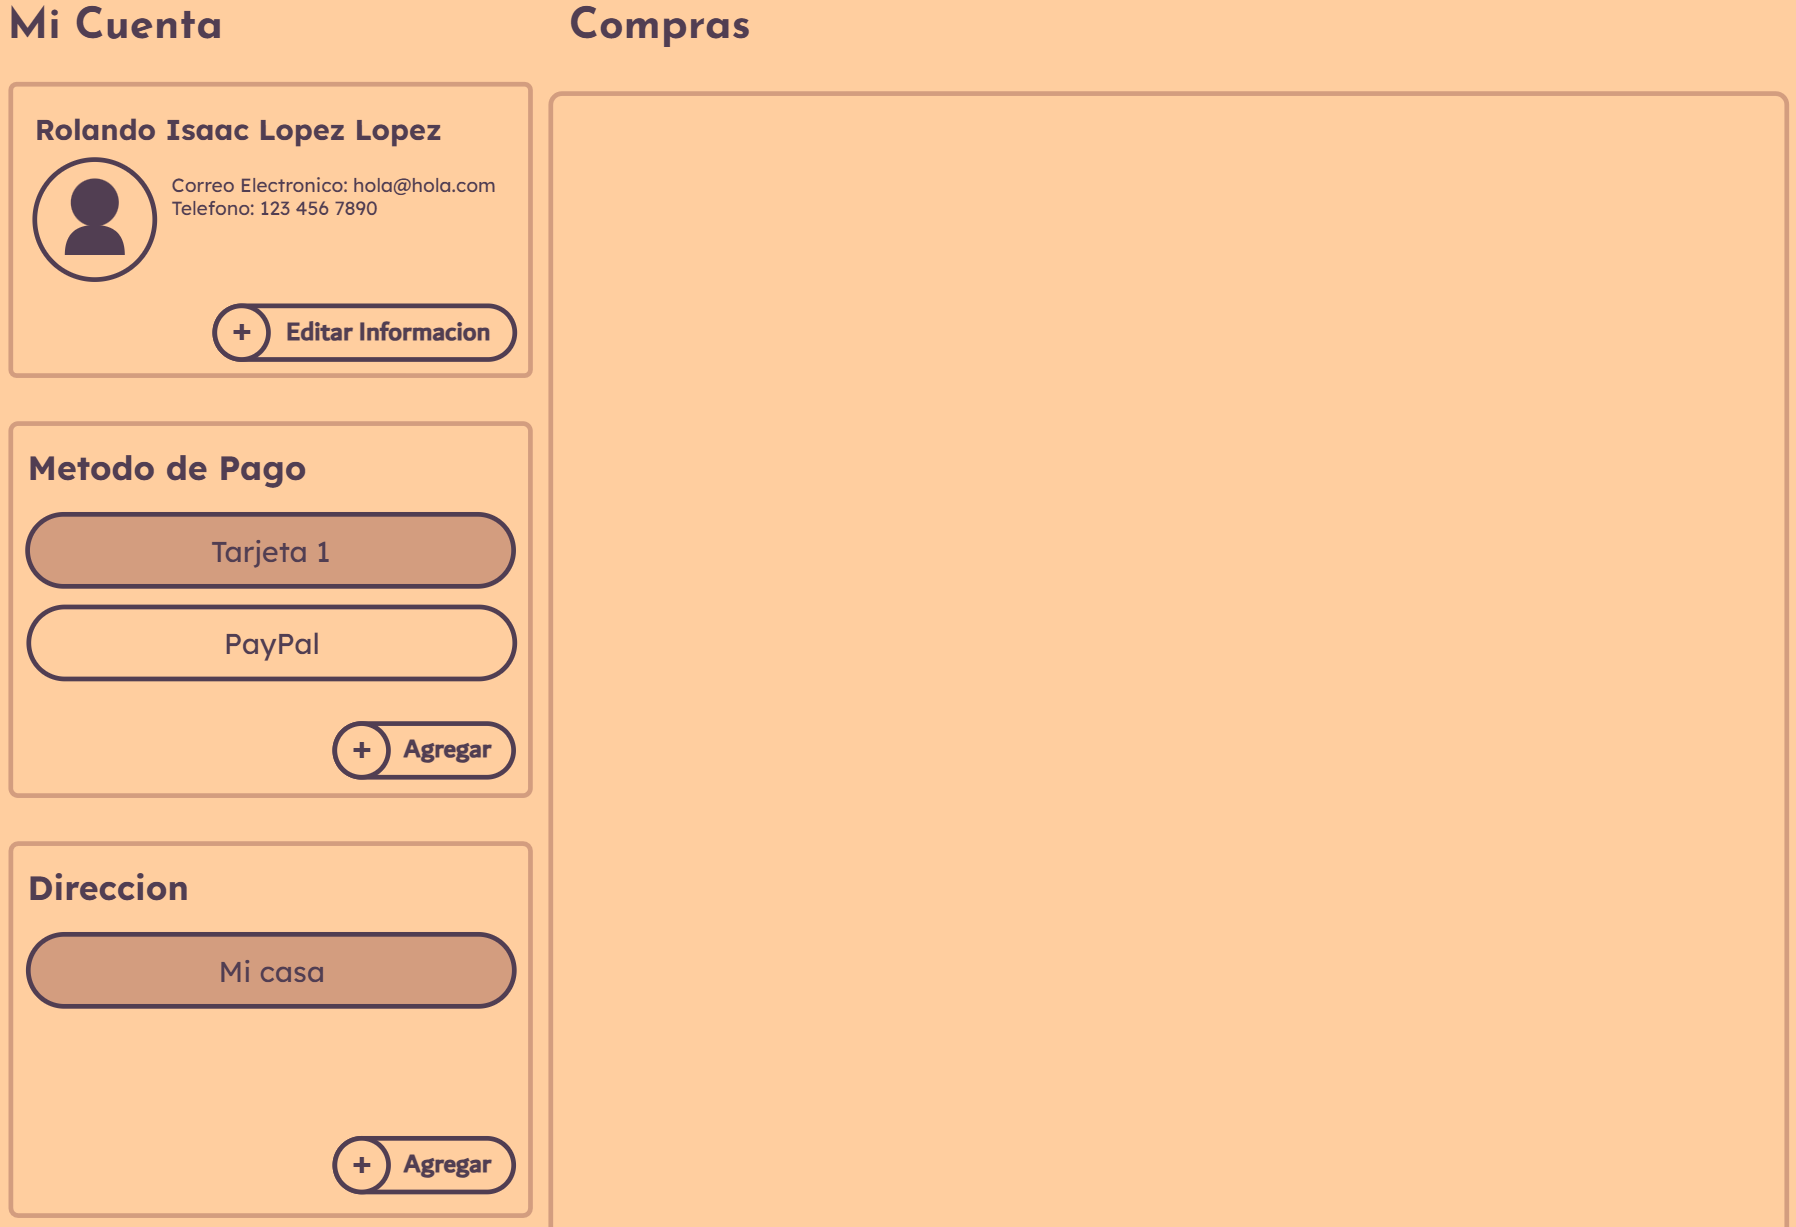 Mi Cuenta
Rolando Isaac Lopez Lopez
Correo Electronico: hola@hola.com
Telefono: 123 456 7890
+ Editar Informacion
Metodo de Pago
Tarjeta 1
PayPal
+ Agregar
Direccion
Mi casa
+ Agregar
Compras